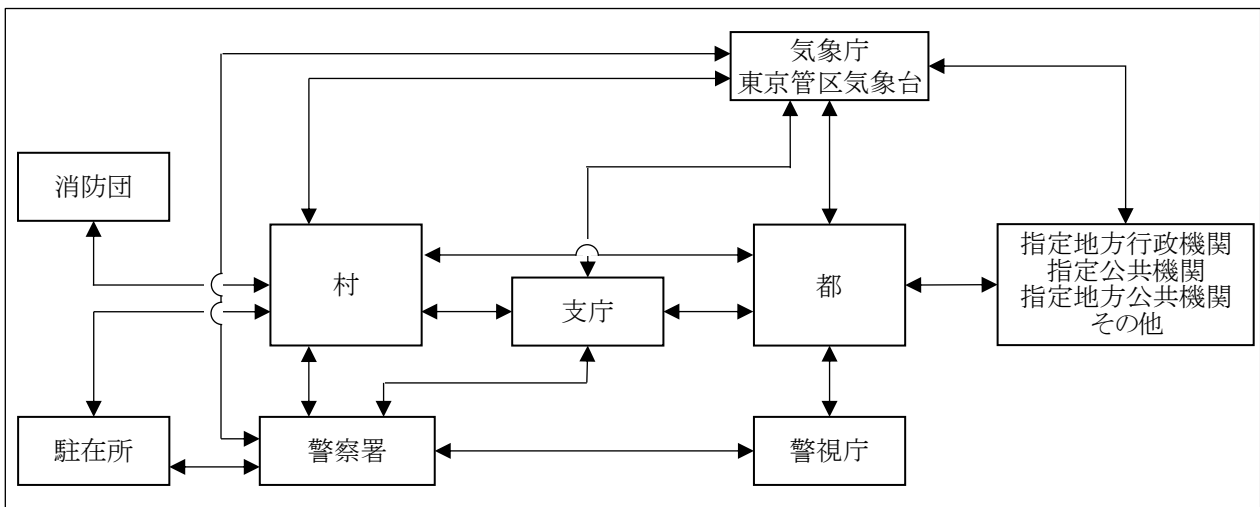 気象庁
東京管区気象台
消防団
村
支庁
都
指定地方行政機関
指定公共機関
指定地方公共機関
その他
駐在所
警察署
警視庁